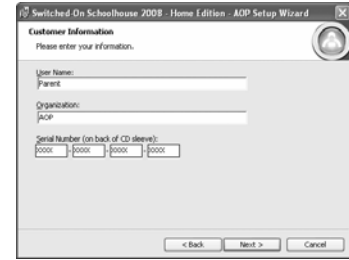 Switched-On Schoolhouse 2008 - Home Edition - AOP Setup Wizard
Customer Information
Please enter your information.
User Name:
Parent
Organization:
AOP
Serial Number (on back of CD sleeve):
XXXX - XXXX - XXXX - XXXX
< Back Next > Cancel